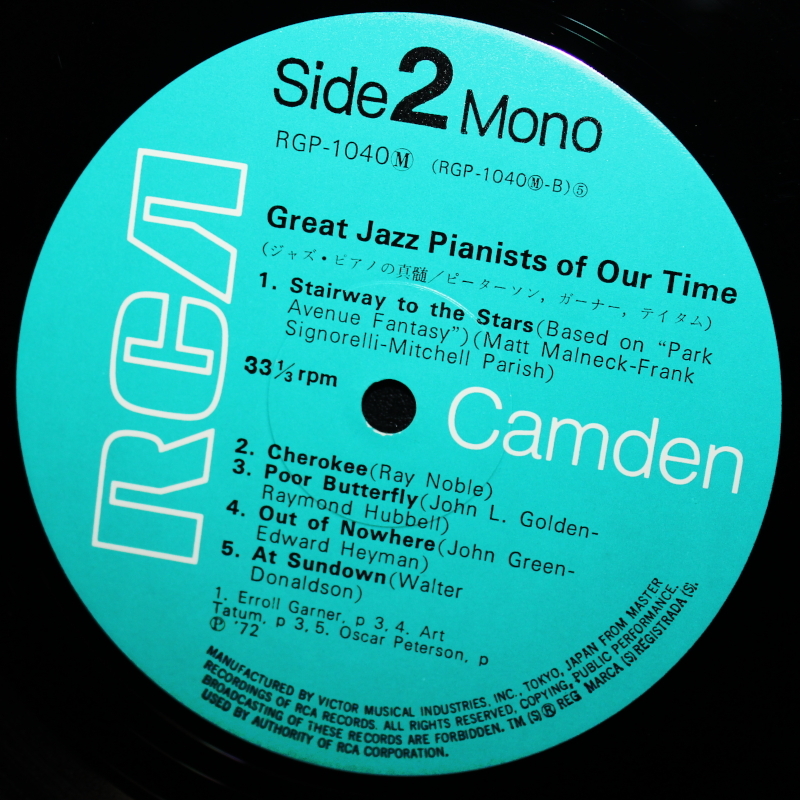 Side 2 Mono
RGP-1040Ⓜ (RGP-1040Ⓜ-B)⑤
Great Jazz Pianists of Our Time
(ジャズ・ピアノの真髄/ピーターソン, ガーナー, テイタム)
1. Stairway to the Stars(Based on "Park
Avenue Fantasy")(Matt Malneck-Frank
Signorelli-Mitchell Parish)
33 1/3 rpm
RCA
Camden
2. Cherokee(Ray Noble)
3. Poor Butterfly(John L. Golden-
Raymond Hubbell)
4. Out of Nowhere(John Green-
Edward Heyman)
5. At Sundown(Walter
Donaldson)
1. Erroll Garner, p 3, 4. Art
Tatum, p 3, 5. Oscar Peterson, p
Ⓟ '72
MANUFACTURED BY VICTOR MUSICAL INDUSTRIES, INC., TOKYO, JAPAN FROM MASTER
RECORDINGS OF RCA RECORDS. ALL RIGHTS RESERVED, COPYING, PUBLIC PERFORMANCE,
BROADCASTING OF THESE RECORDS ARE FORBIDDEN. TM (S) ® REG MARCA (S) REGISTRADA (S).
USED BY AUTHORITY OF RCA CORPORATION.